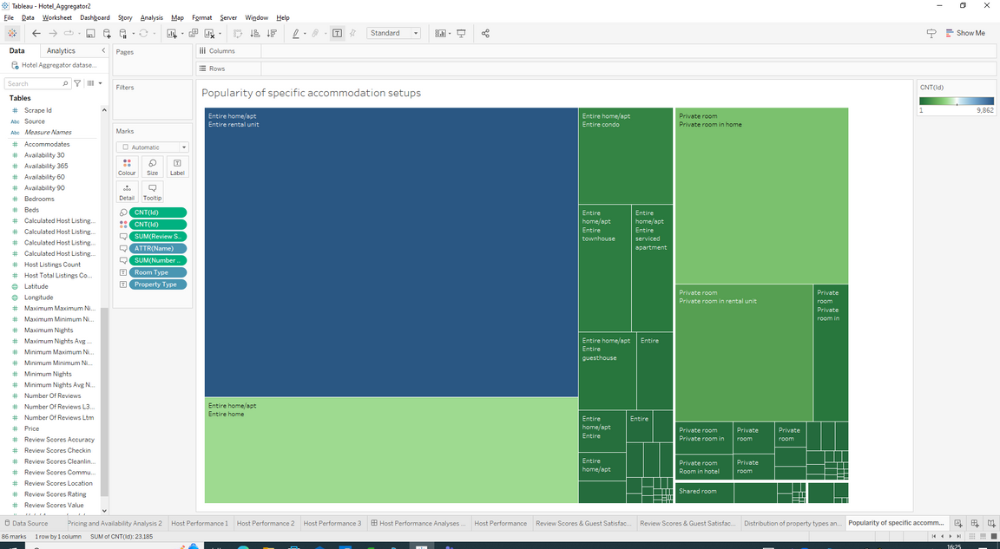 Tableau - Hotel_Aggregator2
File Data Worksheet Dashboard Story Analysis Map Format Server Window Help
Standard
Show Me
Data Analytics
Hotel Aggregator datase...
Search
Tables
Scrape Id
Abc Source
Abc Measure Names
Accommodates
Availability 30
Availability 365
Availability 60
Availability 90
Bedrooms
Beds
Calculated Host Listing...
Calculated Host Listing...
Calculated Host Listing...
Calculated Host Listing...
Host Listings Count
Host Total Listings Co...
Latitude
Longitude
Maximum Maximum Ni...
Maximum Minimum Ni...
Maximum Nights
Maximum Nights Avg ...
Minimum Maximum Ni...
Minimum Minimum Ni...
Minimum Nights
Minimum Nights Avg N...
Number Of Reviews
Number Of Reviews L3...
Number Of Reviews Ltm
Price
Review Scores Accuracy
Review Scores Checkin
Review Scores Cleanlin...
Review Scores Commu...
Review Scores Location
Review Scores Rating
Review Scores Value
Pages
Filters
Marks
Automatic
Colour Size Label
Detail Tooltip
CNT(Id)
CNT(Id)
SUM(Review S..
ATTR(Name)
SUM(Number ..
Room Type
Property Type
Columns
Rows
Popularity of specific accommodation setups
Entire home/apt
Entire rental unit
Entire home/apt
Entire home
Entire home/apt
Entire condo
Entire
home/apt
Entire
townhouse
Entire
home/apt
Entire
serviced
apartment
Entire home/apt
Entire
guesthouse
Entire
Entire
home/apt
Entire
Entire
Entire
home/apt
Private room
Private room in home
Private room
Private room in rental unit
Private
room
Private
room in
Private room
Private room in
Private
room
Private
room
Private room
Room in hotel
Private
room
Shared room
CNT(Id)
1 9,862
Data Source
Pricing and Availability Analysis 2
Host Performance 1
Host Performance 2
Host Performance 3
Host Performance Analyses ...
Host Performance
Review Scores & Guest Satisfac...
Review Scores & Guest Satisfac...
Distribution of property types an...
Popularity of specific accomm...
86 marks 1 row by 1 column SUM of CNT(Id): 23,185
16:25